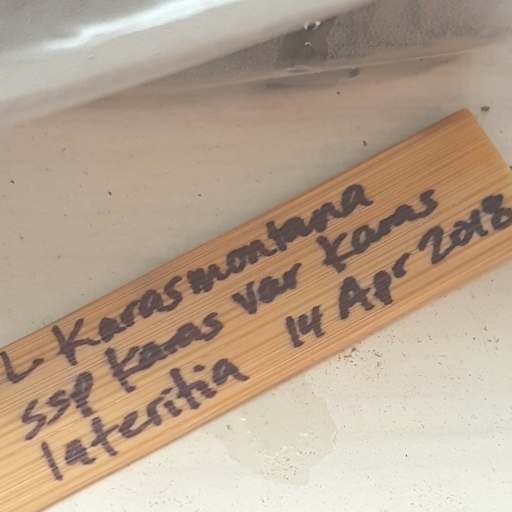 L Karasmontana
ssp Karas var Karas
lateritia 14 Apr 2018